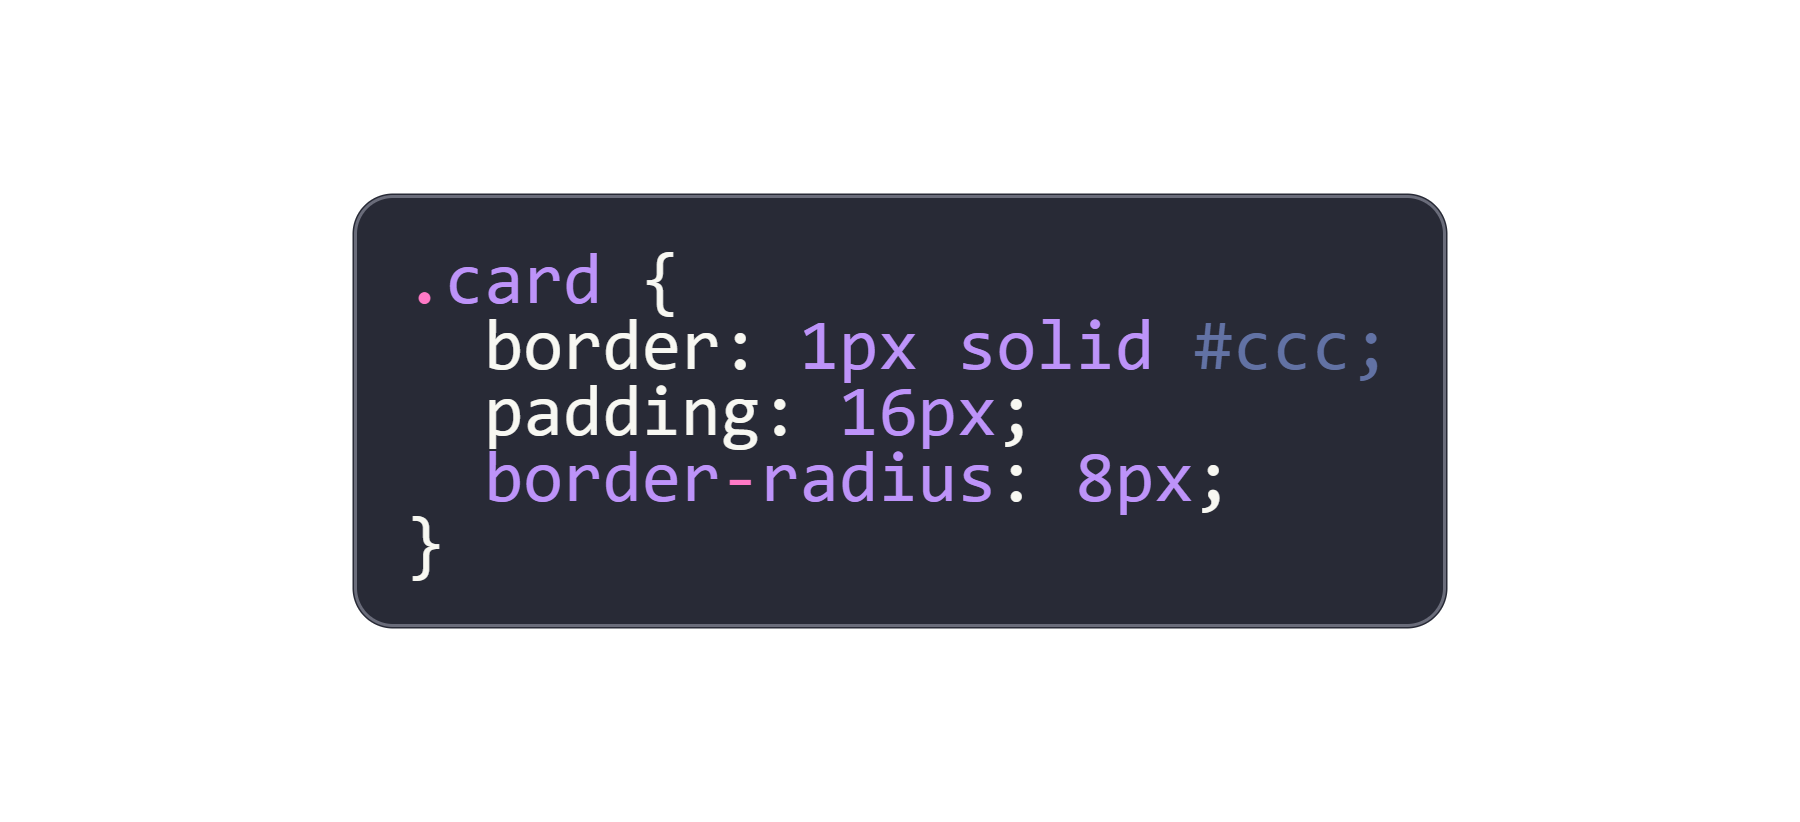 .card {
  border: 1px solid #ccc;
  padding: 16px;
  border-radius: 8px;
}